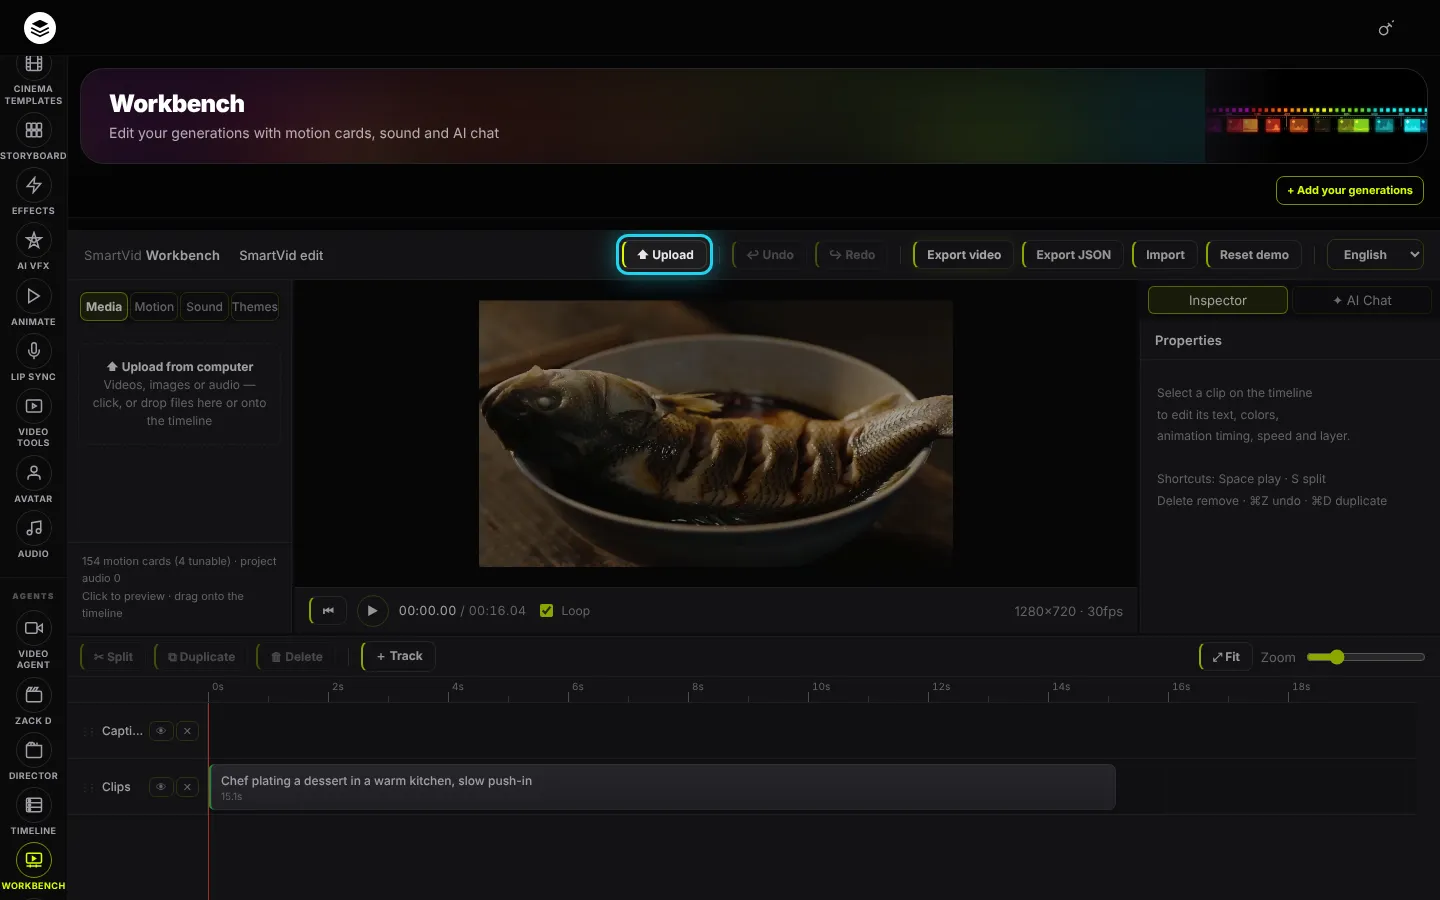 Workbench
Edit your generations with motion cards, sound and AI chat
+ Add your generations
CINEMA
TEMPLATES
STORYBOARD
EFFECTS
AI VFX
ANIMATE
LIP SYNC
VIDEO
TOOLS
AVATAR
AUDIO
AGENTS
VIDEO
AGENT
ZACK D
DIRECTOR
TIMELINE
WORKBENCH
SmartVid Workbench SmartVid edit
Upload
Undo
Redo
Export video
Export JSON
Import
Reset demo
English
Media
Motion
Sound
Themes
Upload from computer
Videos, images or audio —
click, or drop files here or onto
the timeline
154 motion cards (4 tunable) · project
audio 0
Click to preview · drag onto the
timeline
00:00.00 / 00:16.04
Loop
1280×720 · 30fps
Inspector
AI Chat
Properties
Select a clip on the timeline
to edit its text, colors,
animation timing, speed and layer.
Shortcuts: Space play · S split
Delete remove · ⌘Z undo · ⌘D duplicate
Split
Duplicate
Delete
+ Track
Fit
Zoom
0s 2s 4s 6s 8s 10s 12s 14s 16s 18s
Capti...
Clips
Chef plating a dessert in a warm kitchen, slow push-in
15.1s